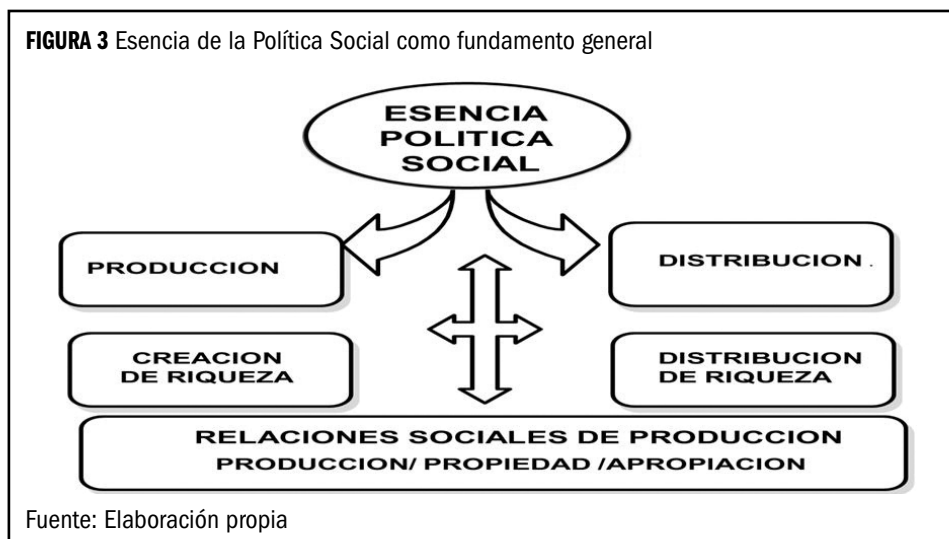 FIGURA 3 Esencia de la Política Social como fundamento general
ESENCIA
POLITICA
SOCIAL
PRODUCCION
DISTRIBUCION .
CREACION
DE RIQUEZA
DISTRIBUCION
DE RIQUEZA
RELACIONES SOCIALES DE PRODUCCION
PRODUCCION/ PROPIEDAD /APROPIACION
Fuente: Elaboración propia